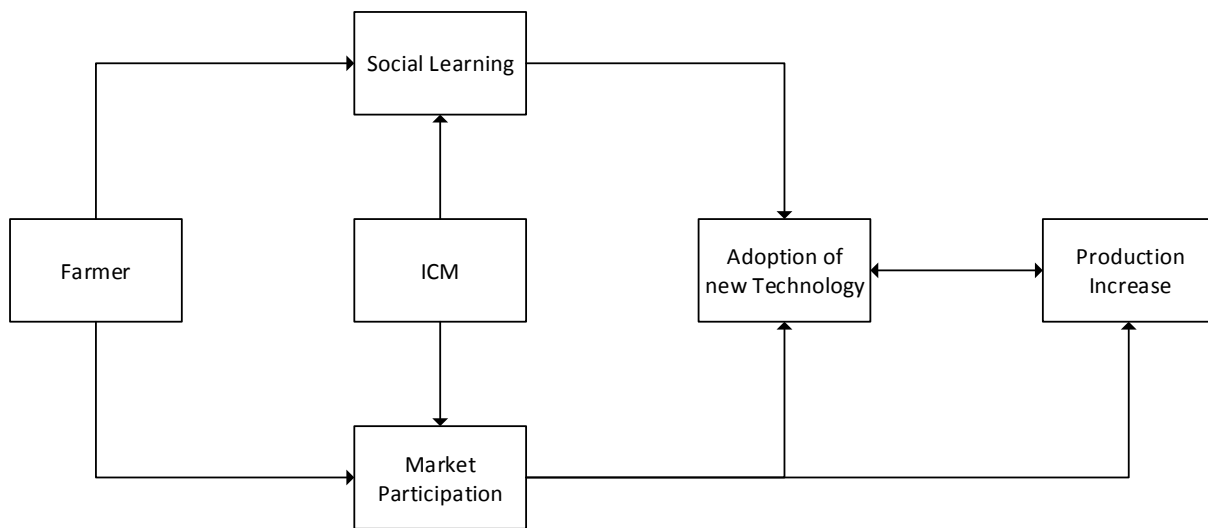 Social Learning
Farmer
ICM
Adoption of
new Technology
Production
Increase
Market
Participation